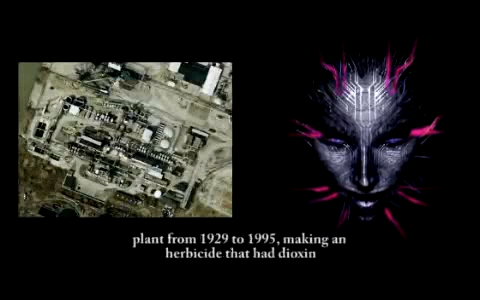 plant from 1929 to 1995, making an
herbicide that had dioxin